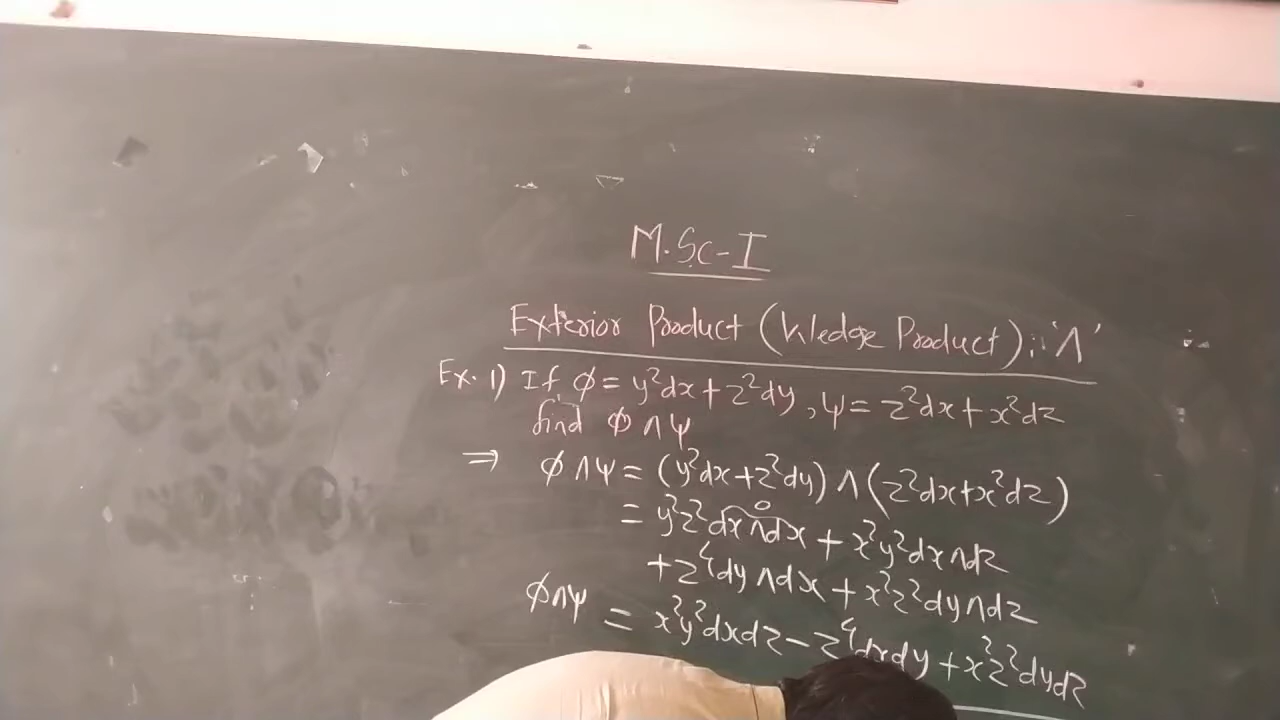 M.Sc-I
Exterior Product (Wedge Product): '∧'
Ex. 1) If ϕ = y²dx + z²dy, ψ = z²dx + x²dz
find ϕ ∧ ψ
⇒ ϕ ∧ ψ = (y²dx + z²dy) ∧ (z²dx + x²dz)
0
= y²z² dx ∧ dx + x²y² dx ∧ dz
+ z⁴ dy ∧ dx + x²z² dy ∧ dz
ϕ∧ψ = x²y² dxdz − z⁴ dxdy + x²z² dydz